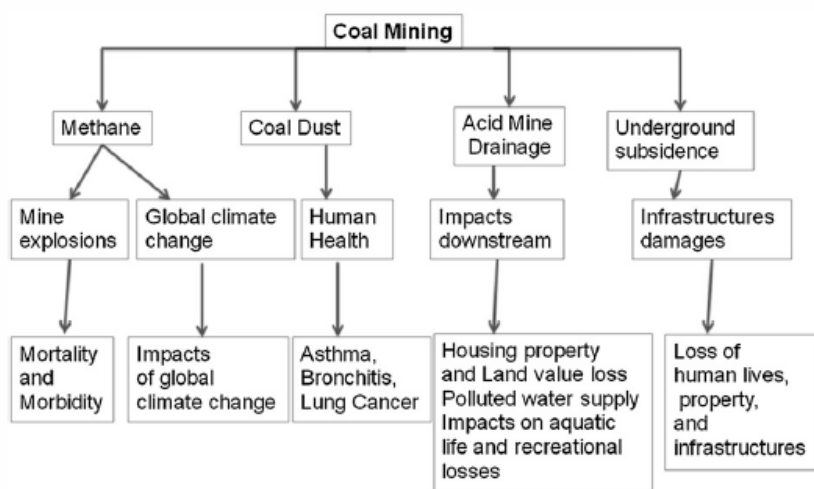 Coal Mining
Methane
Coal Dust
Acid Mine
Drainage
Underground
subsidence
Mine
explosions
Global climate
change
Human
Health
Impacts
downstream
Infrastructures
damages
Mortality
and
Morbidity
Impacts
of global
climate change
Asthma,
Bronchitis,
Lung Cancer
Housing property
and Land value loss
Polluted water supply
Impacts on aquatic
life and recreational
losses
Loss of
human lives,
property,
and
infrastructures